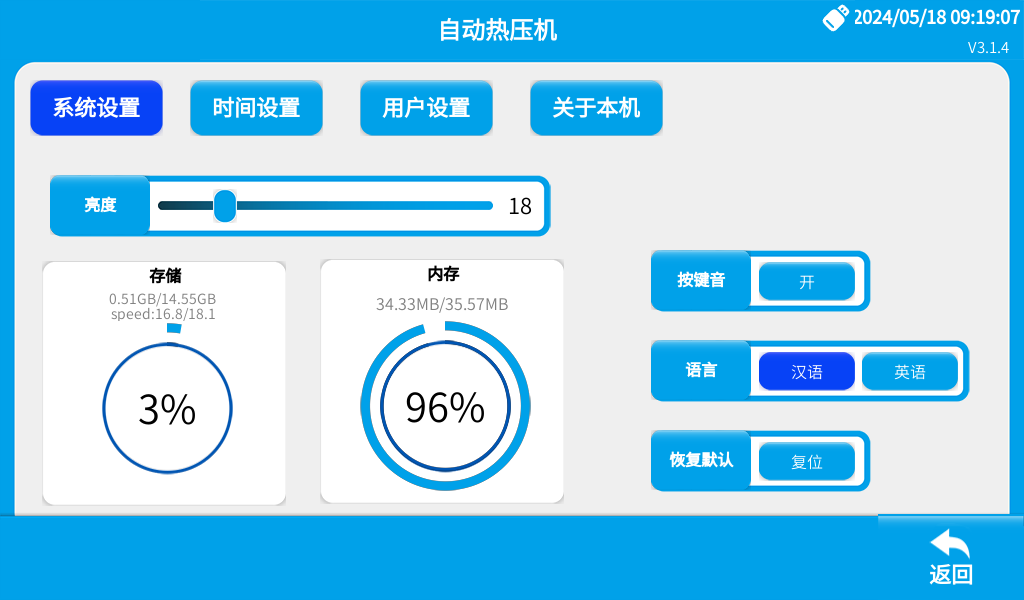 自动热压机
2024/05/18 09:19:07
V3.1.4
系统设置
时间设置
用户设置
关于本机
亮度
18
存储
0.51GB/14.55GB
speed:16.8/18.1
3%
内存
34.33MB/35.57MB
96%
按键音
开
语言
汉语
英语
恢复默认
复位
返回